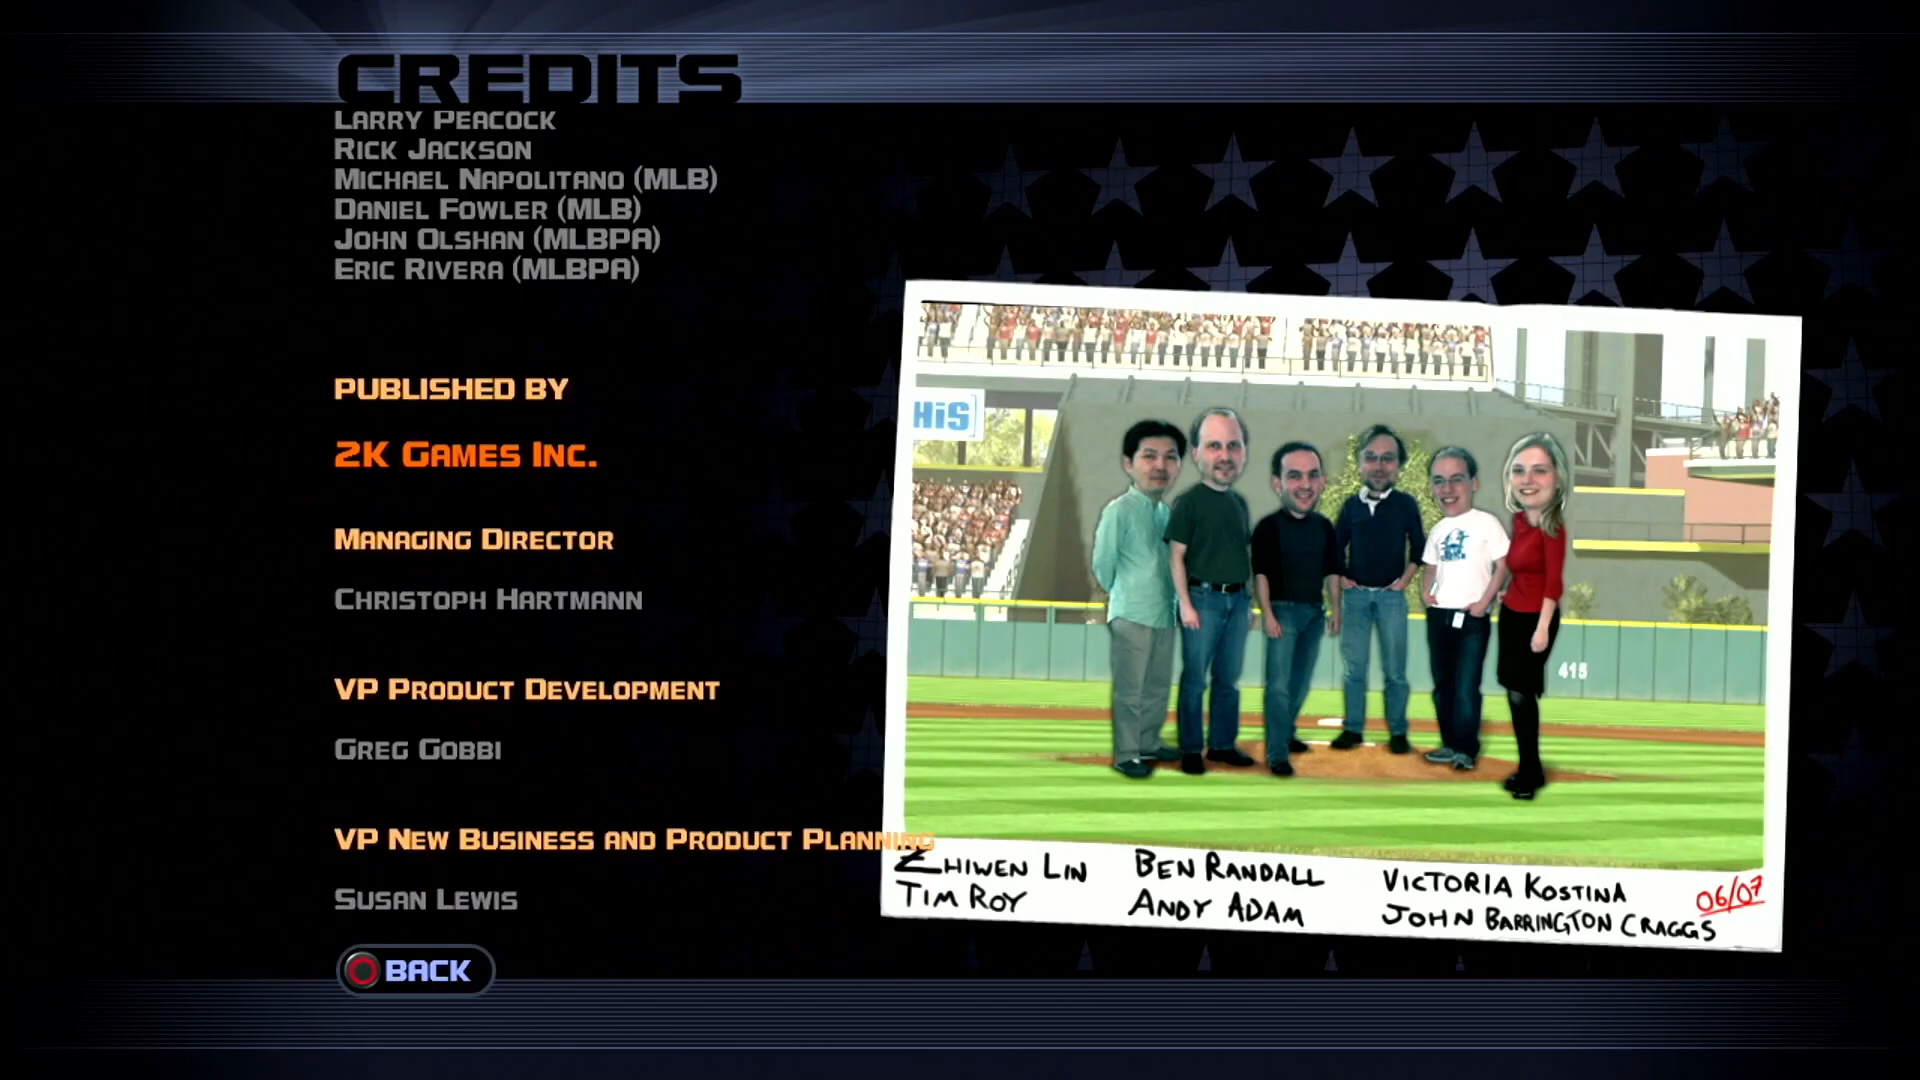 CREDITS
LARRY PEACOCK
RICK JACKSON
MICHAEL NAPOLITANO (MLB)
DANIEL FOWLER (MLB)
JOHN OLSHAN (MLBPA)
ERIC RIVERA (MLBPA)
PUBLISHED BY
2K GAMES INC.
MANAGING DIRECTOR
CHRISTOPH HARTMANN
VP PRODUCT DEVELOPMENT
GREG GOBBI
VP NEW BUSINESS AND PRODUCT PLANNING
SUSAN LEWIS
BACK
HiS
415
ZHIWEN LIN BEN RANDALL VICTORIA KOSTINA
TIM ROY ANDY ADAM JOHN BARRINGTON CRAGGS
06/07